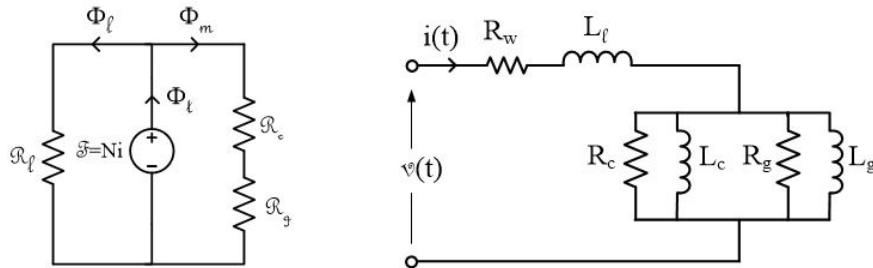 Φℓ
Φm
Φt
ℛℓ
ℱ=Ni
ℛc
ℛg
i(t)
Rw
Lℓ
v(t)
Rc
Lc
Rg
Lg